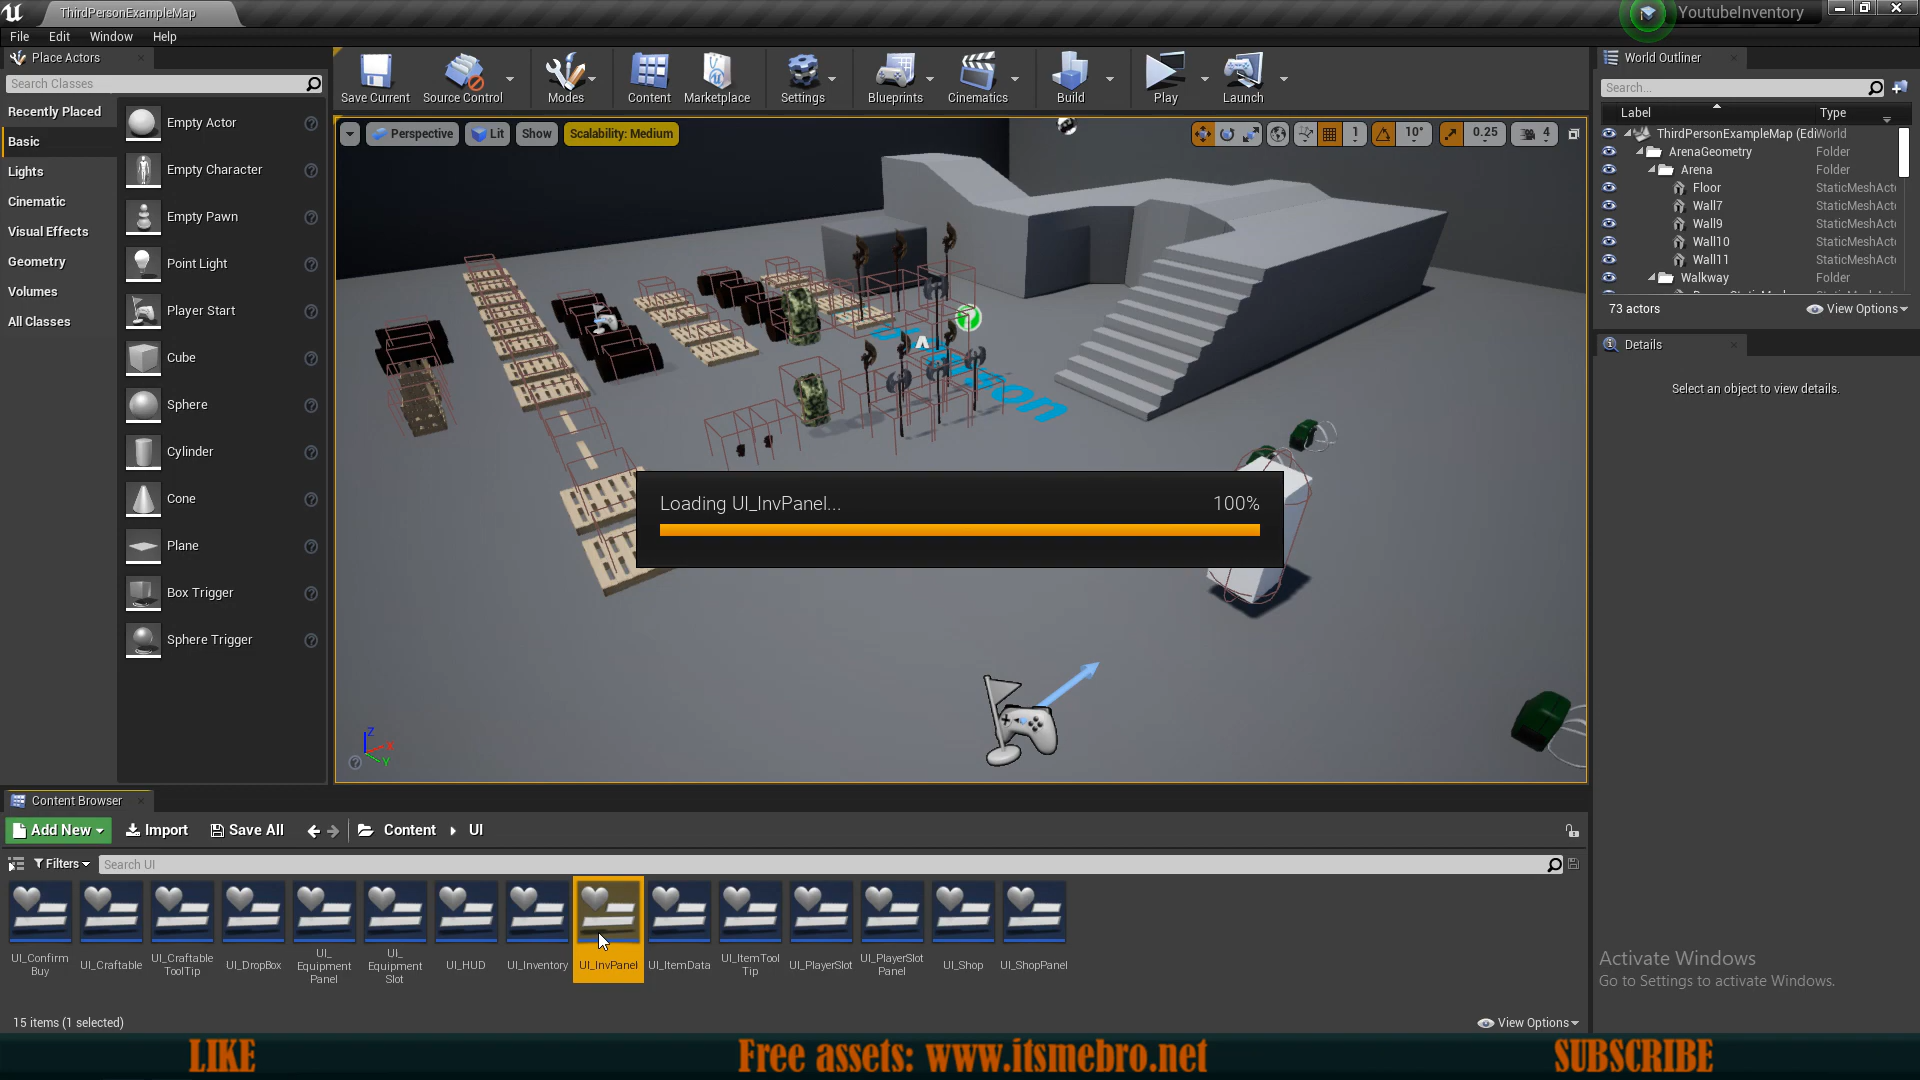 ThirdPersonExampleMap
YoutubeInventory
File Edit Window Help
Place Actors
Search Classes
Recently Placed
Basic
Lights
Cinematic
Visual Effects
Geometry
Volumes
All Classes
Empty Actor
Empty Character
Empty Pawn
Point Light
Player Start
Cube
Sphere
Cylinder
Cone
Plane
Box Trigger
Sphere Trigger
Save Current
Source Control
Modes
Content
Marketplace
Settings
Blueprints
Cinematics
Build
Play
Launch
Perspective Lit Show Scalability: Medium
1 10° 0.25 4
Loading UI_InvPanel... 100%
Z
X
Y
World Outliner
Search...
Label Type
ThirdPersonExampleMap (Edi World
ArenaGeometry Folder
Arena Folder
Floor StaticMeshActo
Wall7 StaticMeshActo
Wall9 StaticMeshActo
Wall10 StaticMeshActo
Wall11 StaticMeshActo
Walkway Folder
73 actors View Options
Details
Select an object to view details.
Content Browser
Add New Import Save All Content UI
Filters Search UI
UI_Confirm
Buy
UI_Craftable
UI_Craftable
ToolTip
UI_DropBox
UI_
Equipment
Panel
UI_
Equipment
Slot
UI_HUD
UI_Inventory
UI_InvPanel
UI_ItemData
UI_ItemTool
Tip
UI_PlayerSlot
UI_PlayerSlot
Panel
UI_Shop
UI_ShopPanel
15 items (1 selected) View Options
Activate Windows
Go to Settings to activate Windows.
LIKE
Free assets: www.itsmebro.net
SUBSCRIBE